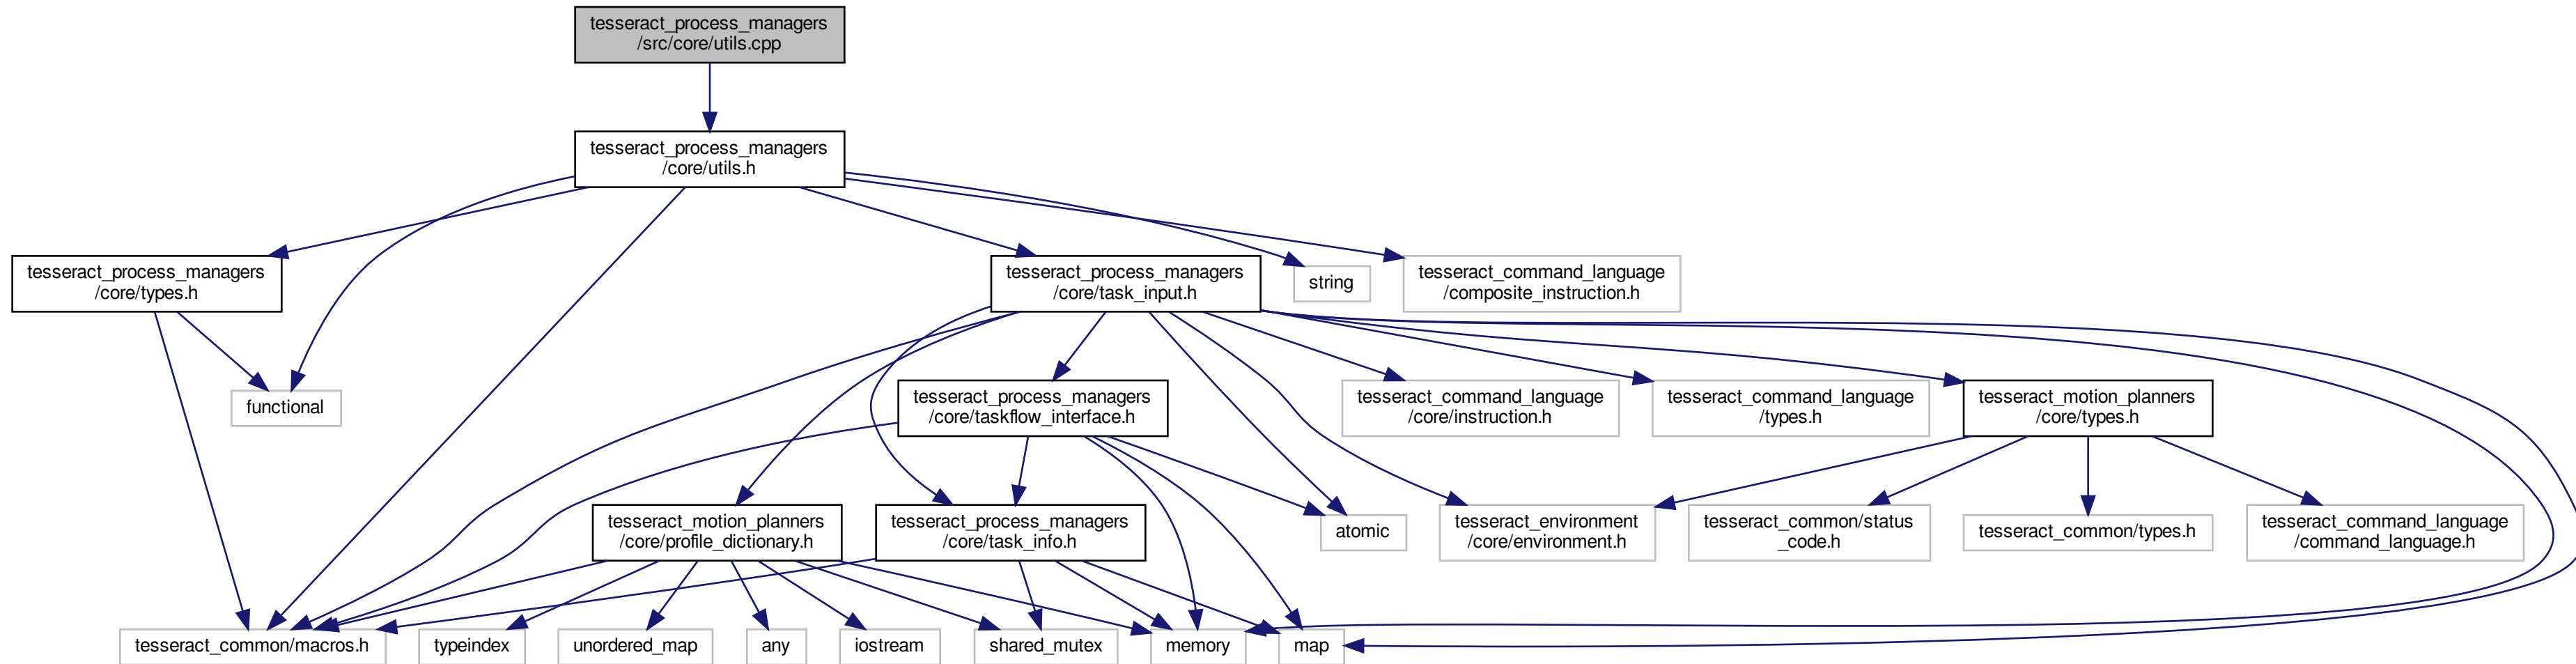 tesseract_process_managers
/src/core/utils.cpp
tesseract_process_managers
/core/utils.h
tesseract_process_managers
/core/types.h
tesseract_process_managers
/core/task_input.h
string
tesseract_command_language
/composite_instruction.h
functional
tesseract_process_managers
/core/taskflow_interface.h
tesseract_command_language
/core/instruction.h
tesseract_command_language
/types.h
tesseract_motion_planners
/core/types.h
tesseract_motion_planners
/core/profile_dictionary.h
tesseract_process_managers
/core/task_info.h
atomic
tesseract_environment
/core/environment.h
tesseract_common/status
_code.h
tesseract_common/types.h
tesseract_command_language
/command_language.h
tesseract_common/macros.h
typeindex
unordered_map
any
iostream
shared_mutex
memory
map